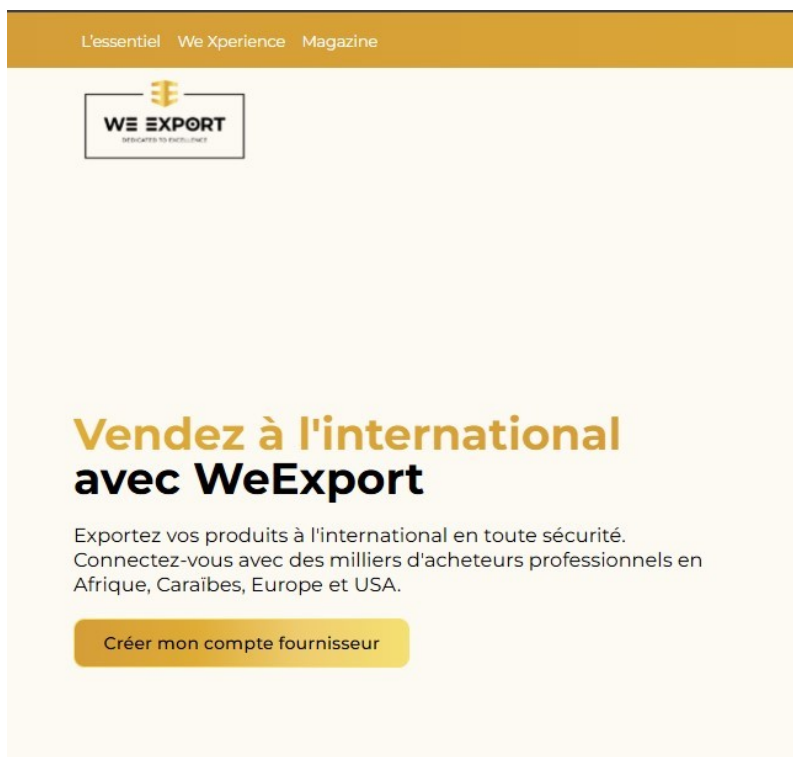 L'essentiel We Xperience Magazine
WE EXPORT
DEDICATED TO EXCELLENCE
Vendez à l'international
avec WeExport
Exportez vos produits à l'international en toute sécurité.
Connectez-vous avec des milliers d'acheteurs professionnels en
Afrique, Caraïbes, Europe et USA.
Créer mon compte fournisseur